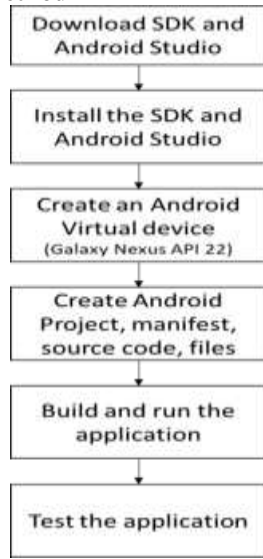 Download SDK and
Android Studio
Install the SDK and
Android Studio
Create an Android
Virtual device
(Galaxy Nexus API 22)
Create Android
Project, manifest,
source code, files
Build and run the
application
Test the application